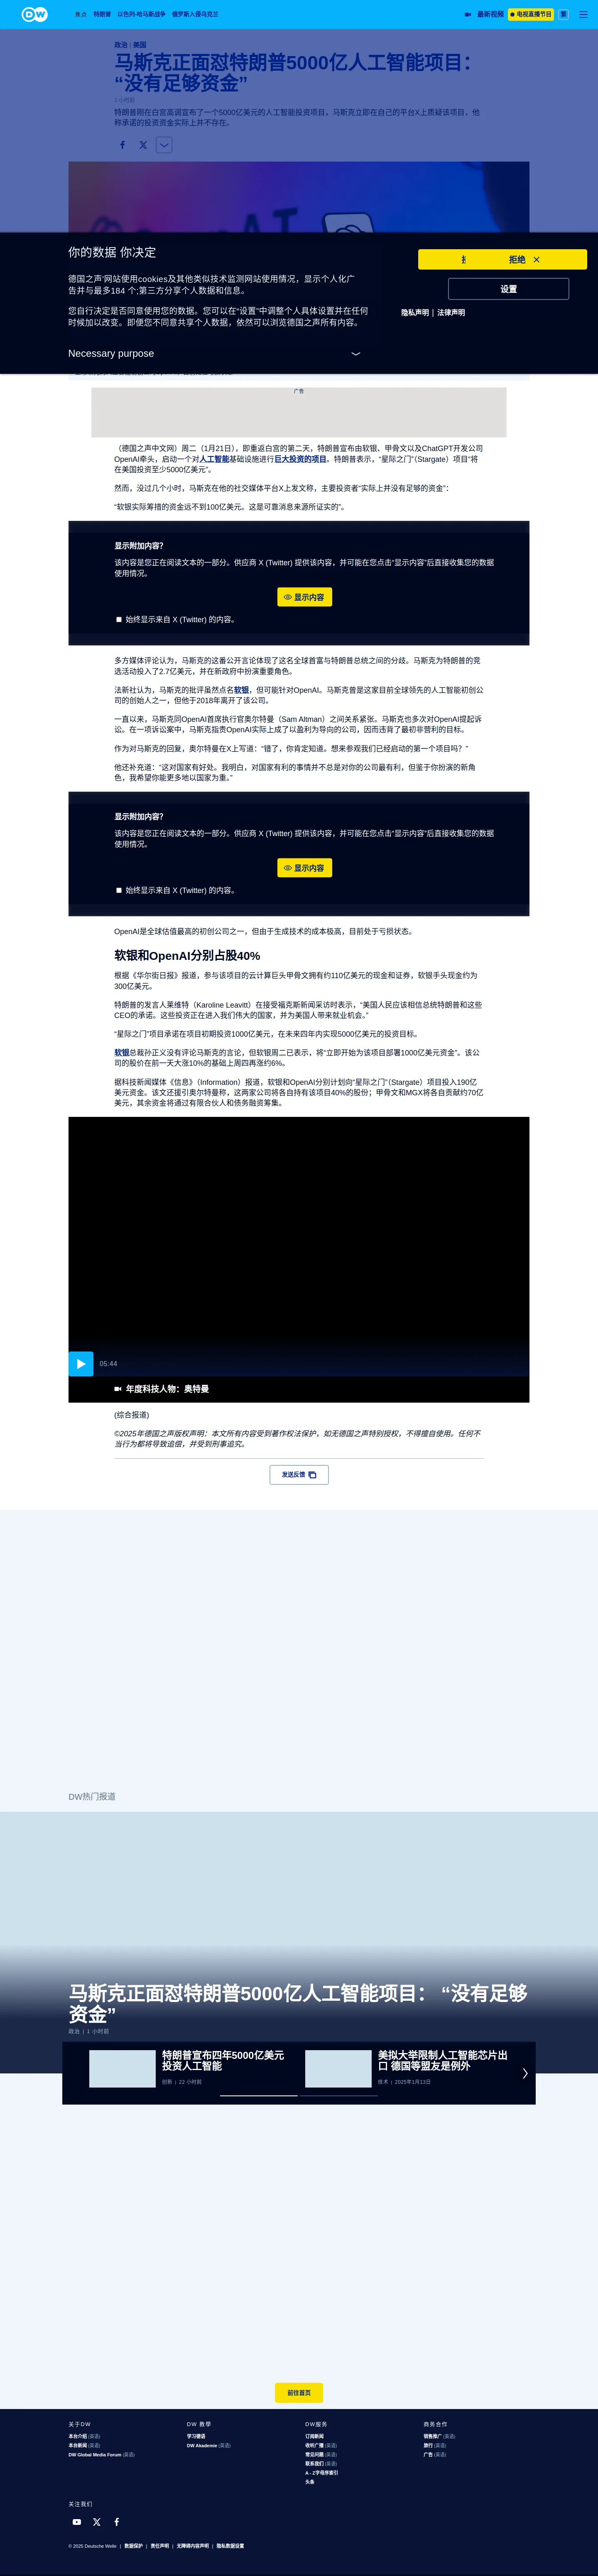 DW
焦点 特朗普 以色列-哈马斯战争 俄罗斯入侵乌克兰
最新视频 电视直播节目 繁
政治 | 美国
马斯克正面怼特朗普5000亿人工智能项目：
“没有足够资金”
1 小时前
特朗普刚在白宫高调宣布了一个5000亿美元的人工智能投资项目，马斯克立即在自己的平台X上质疑该项目，他
称承诺的投资资金实际上并不存在。
你的数据 你决定
德国之声'网站使用cookies及其他类似技术监测网站使用情况，显示个人化广
告并与最多184 个;第三方分享个人数据和信息。
您自行决定是否同意使用您的数据。您可以在“设置”中调整个人具体设置并在任何
时候加以改变。即便您不同意共享个人数据，依然可以浏览德国之声所有内容。
Necessary purpose
拒绝
设置
隐私声明 | 法律声明
广告
（德国之声中文网）周二（1月21日），即重返白宫的第二天，特朗普宣布由软银、甲骨文以及ChatGPT开发公司
OpenAI牵头，启动一个对人工智能基础设施进行巨大投资的项目。特朗普表示，“星际之门”（Stargate）项目“将
在美国投资至少5000亿美元”。
然而，没过几个小时，马斯克在他的社交媒体平台X上发文称，主要投资者“实际上并没有足够的资金”：
“软银实际筹措的资金远不到100亿美元。这是可靠消息来源所证实的”。
显示附加内容？
该内容是您正在阅读文本的一部分。供应商 X (Twitter) 提供该内容，并可能在您点击“显示内容”后直接收集您的数据
使用情况。
显示内容
始终显示来自 X (Twitter) 的内容。
多方媒体评论认为，马斯克的这番公开言论体现了这名全球首富与特朗普总统之间的分歧。马斯克为特朗普的竞
选活动投入了2.7亿美元，并在新政府中扮演重要角色。
法新社认为，马斯克的批评虽然点名软银，但可能针对OpenAI。马斯克曾是这家目前全球领先的人工智能初创公
司的创始人之一，但他于2018年离开了该公司。
一直以来，马斯克同OpenAI首席执行官奥尔特曼（Sam Altman）之间关系紧张。马斯克也多次对OpenAI提起诉
讼。在一项诉讼案中，马斯克指责OpenAI实际上成了以盈利为导向的公司，因而违背了最初非营利的目标。
作为对马斯克的回复，奥尔特曼在X上写道：“错了，你肯定知道。想来参观我们已经启动的第一个项目吗？”
他还补充道：“这对国家有好处。我明白，对国家有利的事情并不总是对你的公司最有利，但鉴于你扮演的新角
色，我希望你能更多地以国家为重。”
显示附加内容？
该内容是您正在阅读文本的一部分。供应商 X (Twitter) 提供该内容，并可能在您点击“显示内容”后直接收集您的数据
使用情况。
显示内容
始终显示来自 X (Twitter) 的内容。
OpenAI是全球估值最高的初创公司之一，但由于生成技术的成本极高，目前处于亏损状态。
软银和OpenAI分别占股40%
根据《华尔街日报》报道，参与该项目的云计算巨头甲骨文拥有约110亿美元的现金和证券，软银手头现金约为
300亿美元。
特朗普的发言人莱维特（Karoline Leavitt）在接受福克斯新闻采访时表示，“美国人民应该相信总统特朗普和这些
CEO的承诺。这些投资正在进入我们伟大的国家，并为美国人带来就业机会。”
“星际之门”项目承诺在项目初期投资1000亿美元，在未来四年内实现5000亿美元的投资目标。
软银总裁孙正义没有评论马斯克的言论，但软银周二已表示，将“立即开始为该项目部署1000亿美元资金”。该公
司的股价在前一天大涨10%的基础上周四再涨约6%。
据科技新闻媒体《信息》（Information）报道，软银和OpenAI分别计划向“星际之门”（Stargate）项目投入190亿
美元资金。该文还援引奥尔特曼称，这两家公司将各自持有该项目40%的股份；甲骨文和MGX将各自贡献约70亿
美元，其余资金将通过有限合伙人和债务融资筹集。
05:44
年度科技人物：奥特曼
(综合报道)
©2025年德国之声版权声明：本文所有内容受到著作权法保护，如无德国之声特别授权，不得擅自使用。任何不
当行为都将导致追偿，并受到刑事追究。
发送反馈
DW热门报道
马斯克正面怼特朗普5000亿人工智能项目： “没有足够
资金”
政治 | 1 小时前
特朗普宣布四年5000亿美元
投资人工智能
创新 | 22 小时前
美拟大举限制人工智能芯片出
口 德国等盟友是例外
技术 | 2025年1月13日
前往首页
关于DW
本台介绍 (英语)
本台新闻 (英语)
DW Global Media Forum (英语)
DW 教學
学习德语
DW Akademie (英语)
DW服务
订阅新闻
收听广播 (英语)
常见问题 (英语)
联系我们 (英语)
A - Z字母序索引
头条
商务合作
销售推广 (英语)
旅行 (英语)
广告 (英语)
关注我们
© 2025 Deutsche Welle | 数据保护 | 责任声明 | 无障碍内容声明 | 隐私数据设置